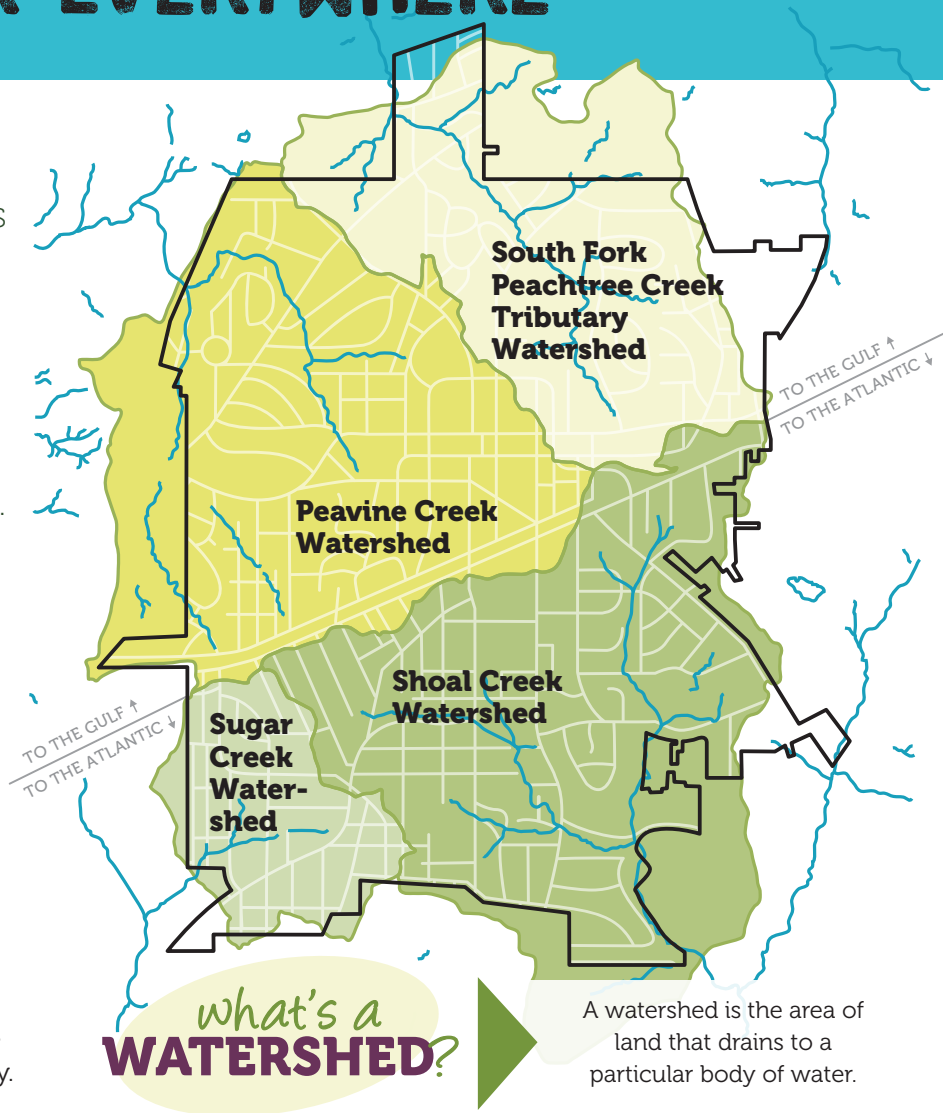 EVERYWHERE
S
South Fork
Peachtree Creek
Tributary
Watershed
TO THE GULF ↑
TO THE ATLANTIC ↓
.
Peavine Creek
Watershed
Shoal Creek
Watershed
Sugar
Creek
Water-
shed
TO THE GULF ↑
TO THE ATLANTIC ↓
what's a
WATERSHED?
A watershed is the area of
land that drains to a
particular body of water.
y.